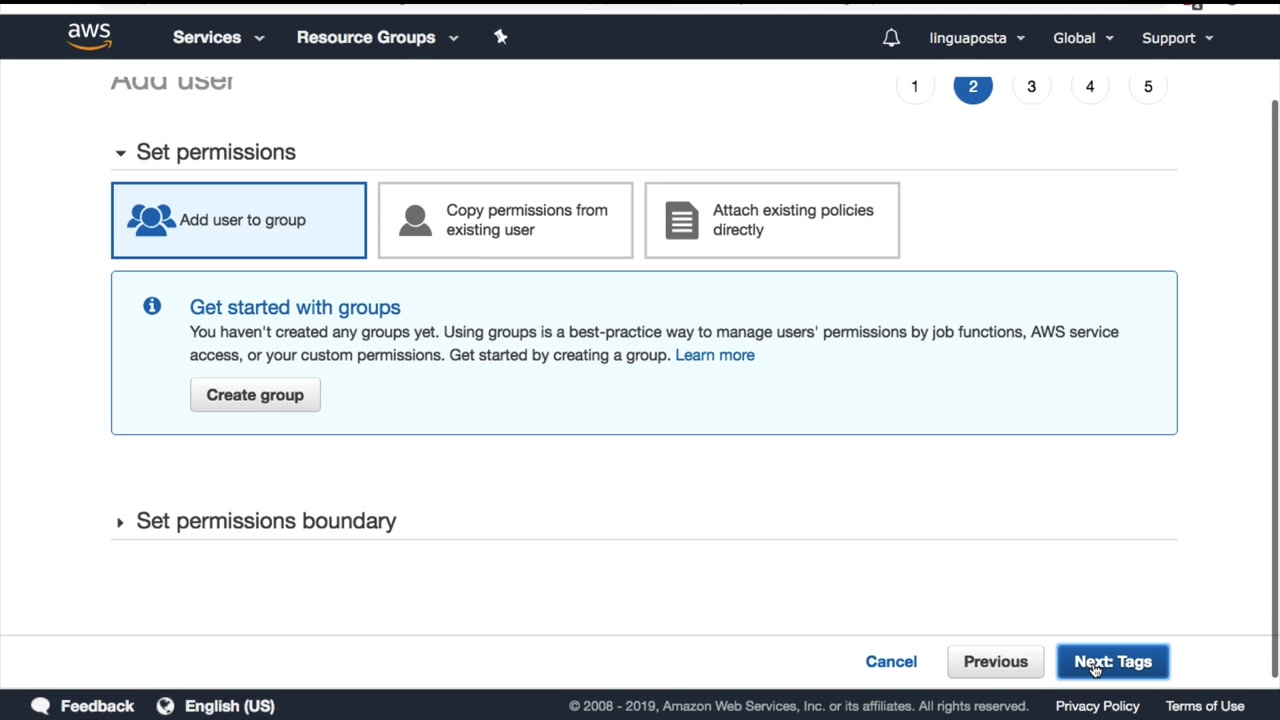 aws
Services
Resource Groups
linguaposta
Global
Support
Add user
1
2
3
4
5
Set permissions
Add user to group
Copy permissions from
existing user
Attach existing policies
directly
Get started with groups
You haven't created any groups yet. Using groups is a best-practice way to manage users' permissions by job functions, AWS service
access, or your custom permissions. Get started by creating a group. Learn more
Create group
Set permissions boundary
Cancel
Previous
Next: Tags
Feedback
English (US)
© 2008 - 2019, Amazon Web Services, Inc. or its affiliates. All rights reserved.
Privacy Policy
Terms of Use